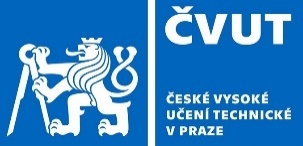 ČVUT
ČESKÉ VYSOKÉ
UČENÍ TECHNICKÉ
V PRAZE